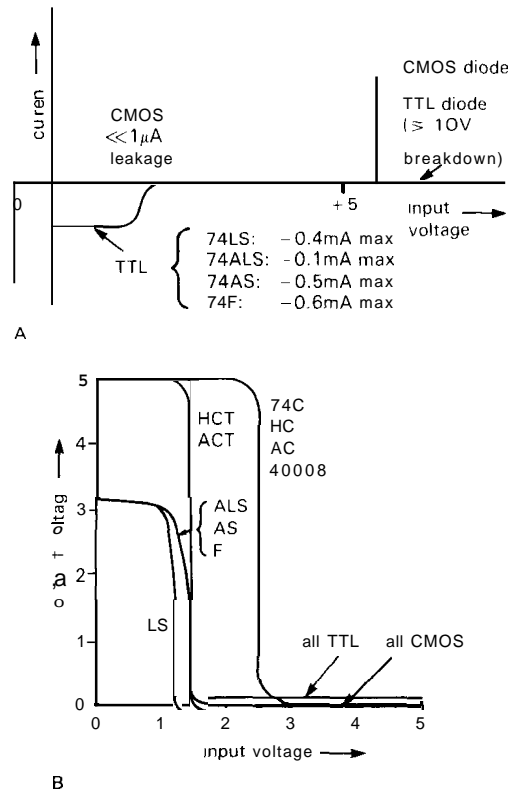 curen
CMOS
≪1μA
leakage
CMOS diode
TTL diode
(⩾ 10V
breakdown)
0
+5
input
voltage
TTL
74LS: −0.4mA max
74ALS: −0.1mA max
74AS: −0.5mA max
74F: −0.6mA max
A
5
4
3
2
1
0
HCT
ACT
74C
HC
AC
40008
ALS
AS
F
LS
all TTL
all CMOS
0 1 2 3 4 5
input voltage
B